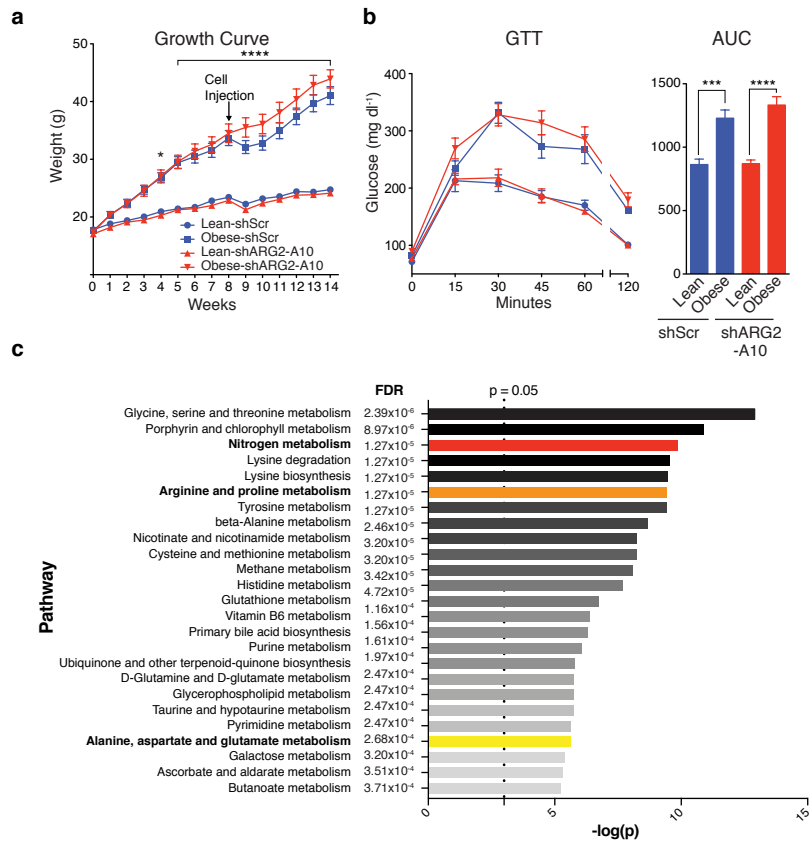 a
Growth Curve
****
Cell
Injection
*
Weight (g)
50
40
30
20
Lean-shScr
Obese-shScr
Lean-shARG2-A10
Obese-shARG2-A10
0 1 2 3 4 5 6 7 8 9 10 11 12 13 14
Weeks
b
GTT
Glucose (mg dl-1)
400
300
200
100
0 15 30 45 60 120
Minutes
AUC
*** ****
1500
1000
500
0
Lean Obese Lean Obese
shScr shARG2
-A10
c
FDR p = 0.05
Pathway
Glycine, serine and threonine metabolism 2.39x10-6
Porphyrin and chlorophyll metabolism 8.97x10-6
Nitrogen metabolism 1.27x10-5
Lysine degradation 1.27x10-5
Lysine biosynthesis 1.27x10-5
Arginine and proline metabolism 1.27x10-5
Tyrosine metabolism 1.27x10-5
beta-Alanine metabolism 2.46x10-5
Nicotinate and nicotinamide metabolism 3.20x10-5
Cysteine and methionine metabolism 3.20x10-5
Methane metabolism 3.42x10-5
Histidine metabolism 4.72x10-5
Glutathione metabolism 1.16x10-4
Vitamin B6 metabolism 1.56x10-4
Primary bile acid biosynthesis 1.61x10-4
Purine metabolism 1.97x10-4
Ubiquinone and other terpenoid-quinone biosynthesis 2.47x10-4
D-Glutamine and D-glutamate metabolism 2.47x10-4
Glycerophospholipid metabolism 2.47x10-4
Taurine and hypotaurine metabolism 2.47x10-4
Pyrimidine metabolism 2.47x10-4
Alanine, aspartate and glutamate metabolism 2.68x10-4
Galactose metabolism 3.20x10-4
Ascorbate and aldarate metabolism 3.51x10-4
Butanoate metabolism 3.71x10-4
0 5 10 15
-log(p)